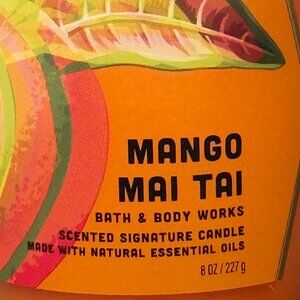 MANGO
MAI TAI
BATH & BODY WORKS
SCENTED SIGNATURE CANDLE
MADE WITH NATURAL ESSENTIAL OILS
8 OZ / 227 g